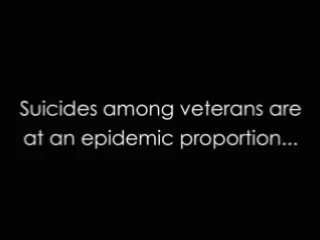 Suicides among veterans are
at an epidemic proportion...